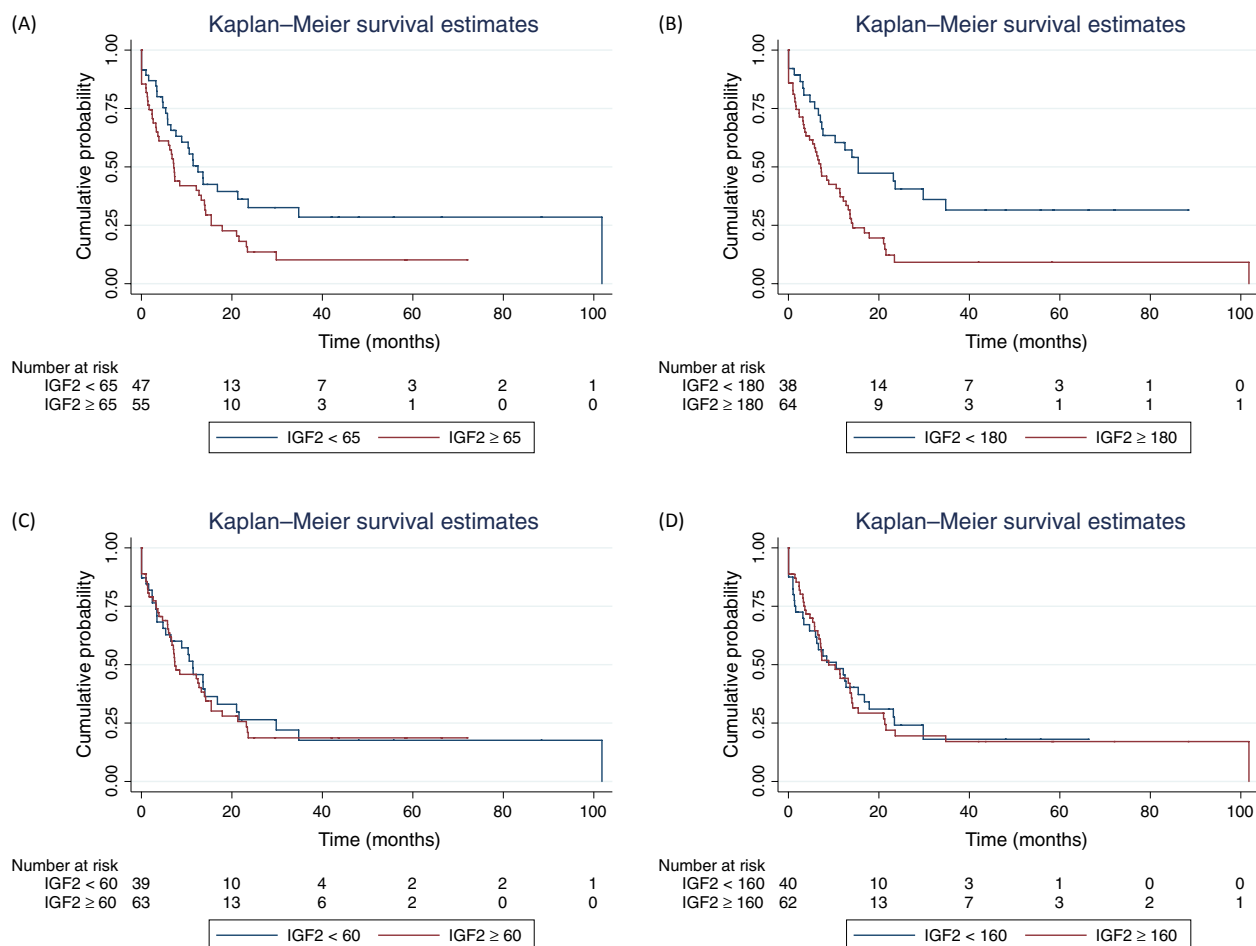 (A)
Kaplan–Meier survival estimates
Cumulative probability
1.00
0.75
0.50
0.25
0.00
0 20 40 60 80 100
Time (months)
Number at risk
IGF2 < 65 47 13 7 3 2 1
IGF2 ≥ 65 55 10 3 1 0 0
IGF2 < 65 IGF2 ≥ 65
(B)
Kaplan–Meier survival estimates
Cumulative probability
1.00
0.75
0.50
0.25
0.00
0 20 40 60 80 100
Time (months)
Number at risk
IGF2 < 180 38 14 7 3 1 0
IGF2 ≥ 180 64 9 3 1 1 1
IGF2 < 180 IGF2 ≥ 180
(C)
Kaplan–Meier survival estimates
Cumulative probability
1.00
0.75
0.50
0.25
0.00
0 20 40 60 80 100
Time (months)
Number at risk
IGF2 < 60 39 10 4 2 2 1
IGF2 ≥ 60 63 13 6 2 0 0
IGF2 < 60 IGF2 ≥ 60
(D)
Kaplan–Meier survival estimates
Cumulative probability
1.00
0.75
0.50
0.25
0.00
0 20 40 60 80 100
Time (months)
Number at risk
IGF2 < 160 40 10 3 1 0 0
IGF2 ≥ 160 62 13 7 3 2 1
IGF2 < 160 IGF2 ≥ 160